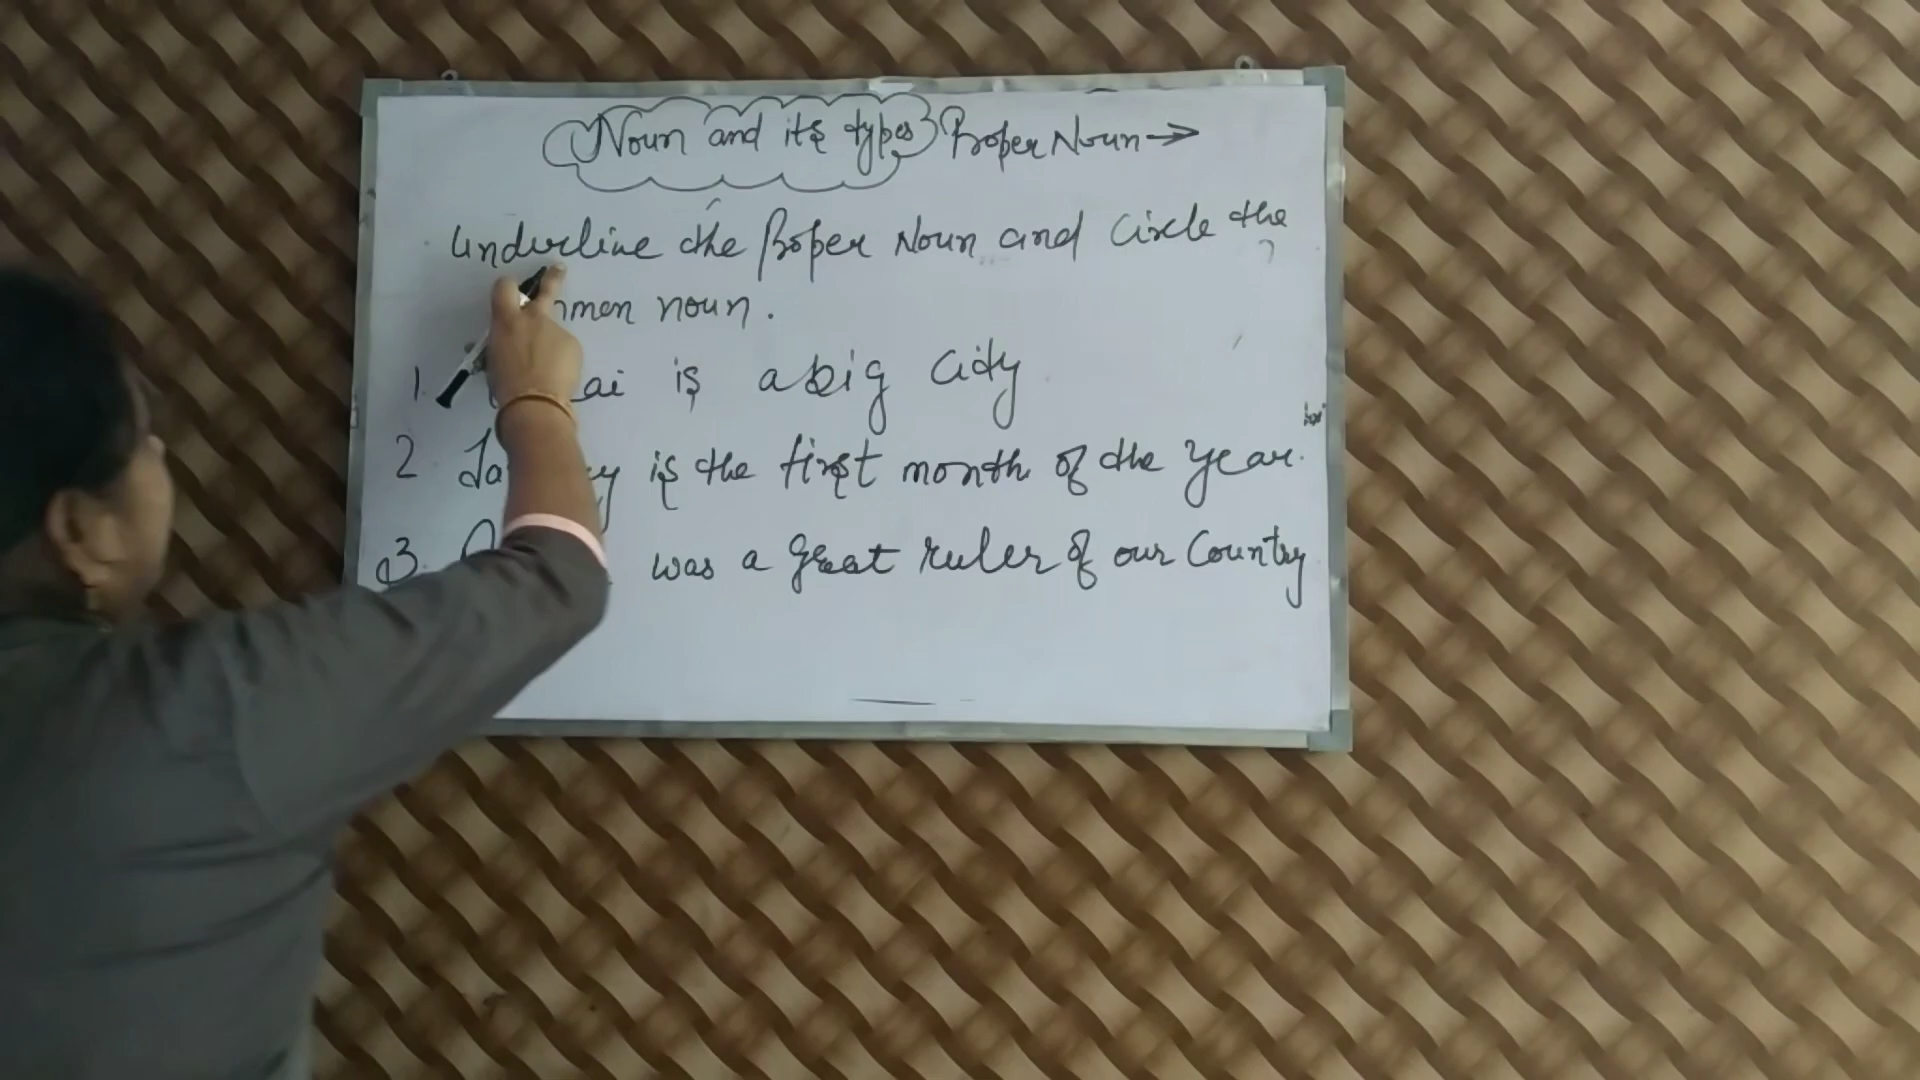 Noun and its types Proper Noun →
Underline the Proper Noun and Circle the
noun.
1. is a big City
2 is the first month of the year.
3. was a great ruler of our Country